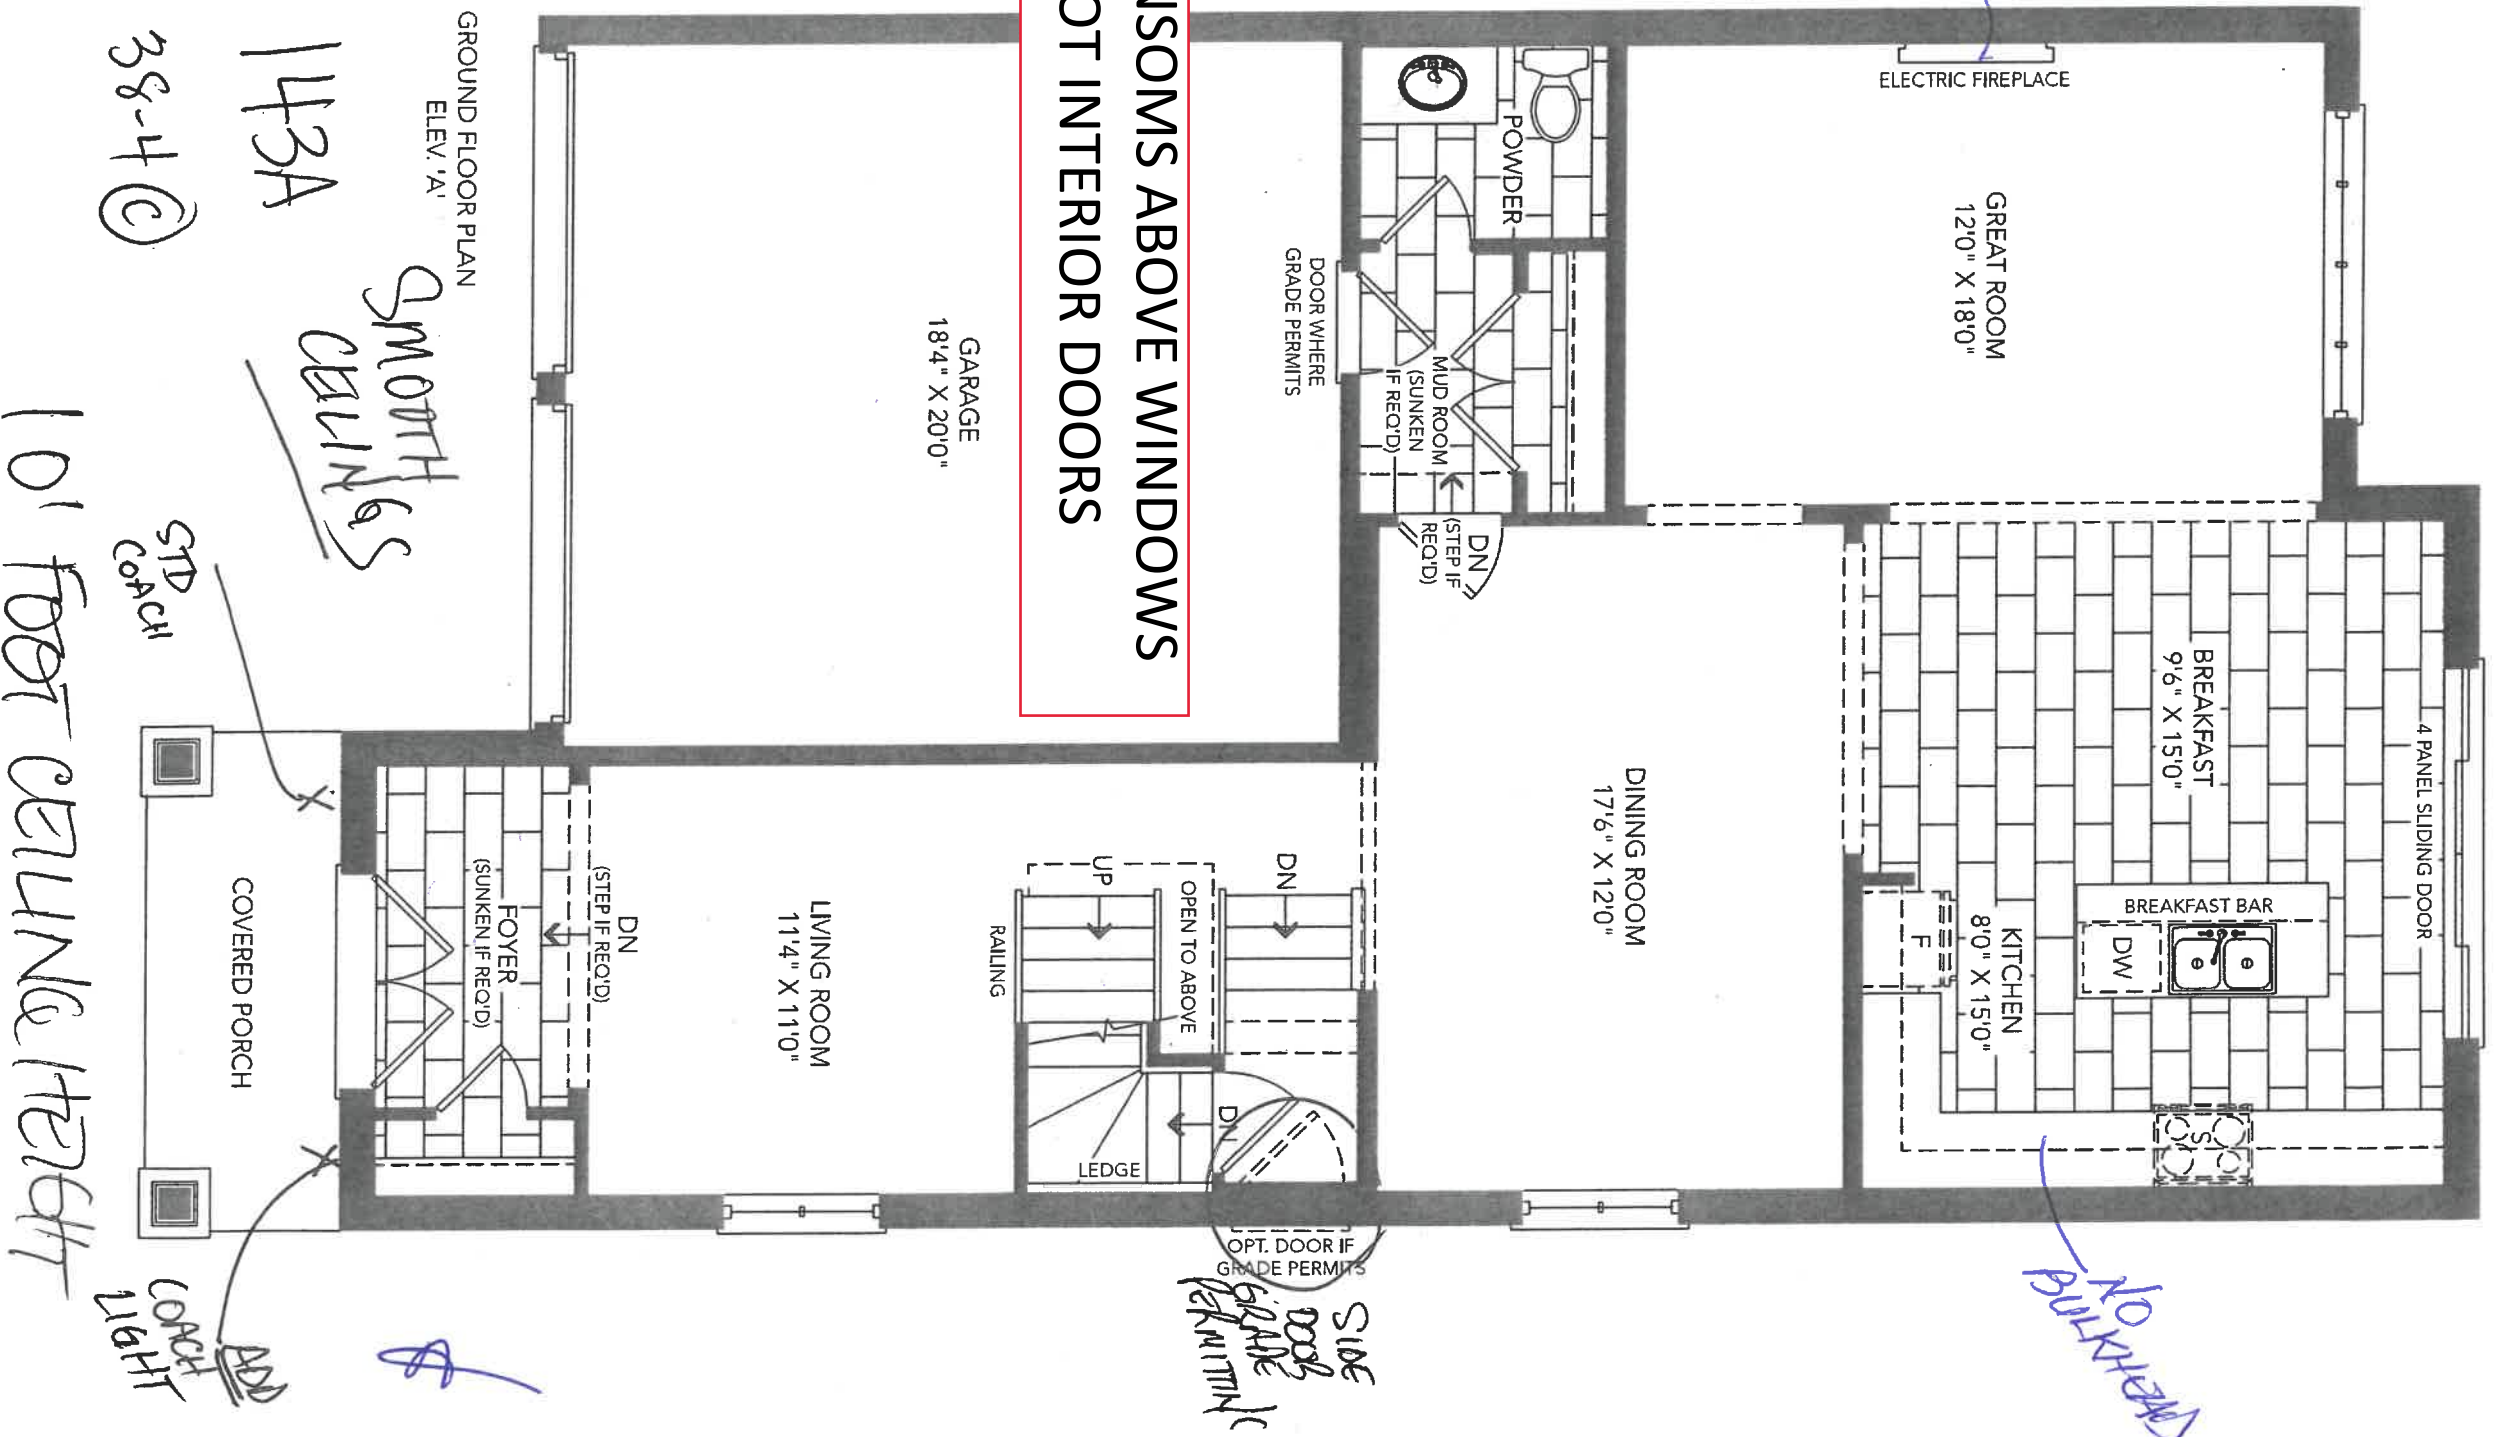 ELECTRIC FIREPLACE
GREAT ROOM
12'0" X 18'0"
4 PANEL SLIDING DOOR
BREAKFAST
9'6" X 15'0"
BREAKFAST BAR
DW
KITCHEN
8'0" X 15'0"
F
S
NO
BULKHEAD
POWDER
DOOR WHERE
GRADE PERMITS
MUD ROOM
(SUNKEN
IF REQ'D)
DN
(STEP IF
REQ'D)
DINING ROOM
17'6" X 12'0"
NSOMS ABOVE WINDOWS
OT INTERIOR DOORS
GARAGE
18'4" X 20'0"
DN
OPEN TO ABOVE
UP
RAILING
DN
LEDGE
OPT. DOOR IF
GRADE PERMITS
SIDE
DOOR
GRADE
PERMITTING
LIVING ROOM
11'4" X 11'0"
DN
(STEP IF REQ'D)
FOYER
(SUNKEN IF REQ'D)
COVERED PORCH
GROUND FLOOR PLAN
ELEV. 'A'
143A
38-4 Ⓒ
SMOOTH
CEILINGS
STD
COACH
ADD
COACH
LIGHT
10' FOOT CEILING HEIGHT